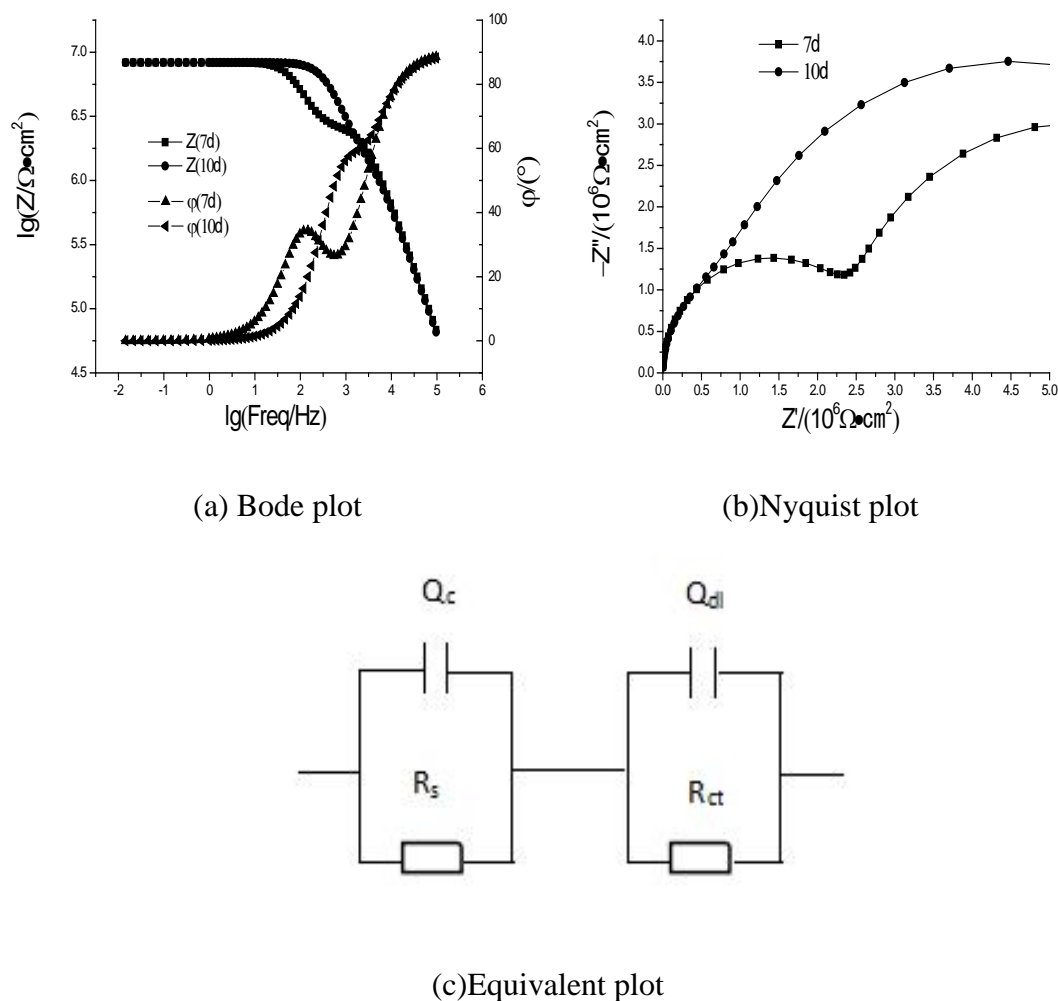 7.0
6.5
6.0
5.5
5.0
4.5
lg(Z/Ω•cm²)
Z(7d)
Z(10d)
φ(7d)
φ(10d)
100
80
60
40
20
0
φ/(°)
-2 -1 0 1 2 3 4 5 6
lg(Freq/Hz)
4.0
3.5
3.0
2.5
2.0
1.5
1.0
0.5
0.0
−Z''/(10⁶Ω•cm²)
7d
10d
0.0 0.5 1.0 1.5 2.0 2.5 3.0 3.5 4.0 4.5 5.0
Z'/(10⁶Ω•cm²)
(a) Bode plot
(b)Nyquist plot
Q.c
Qdl
Rs
Rct
(c)Equivalent plot